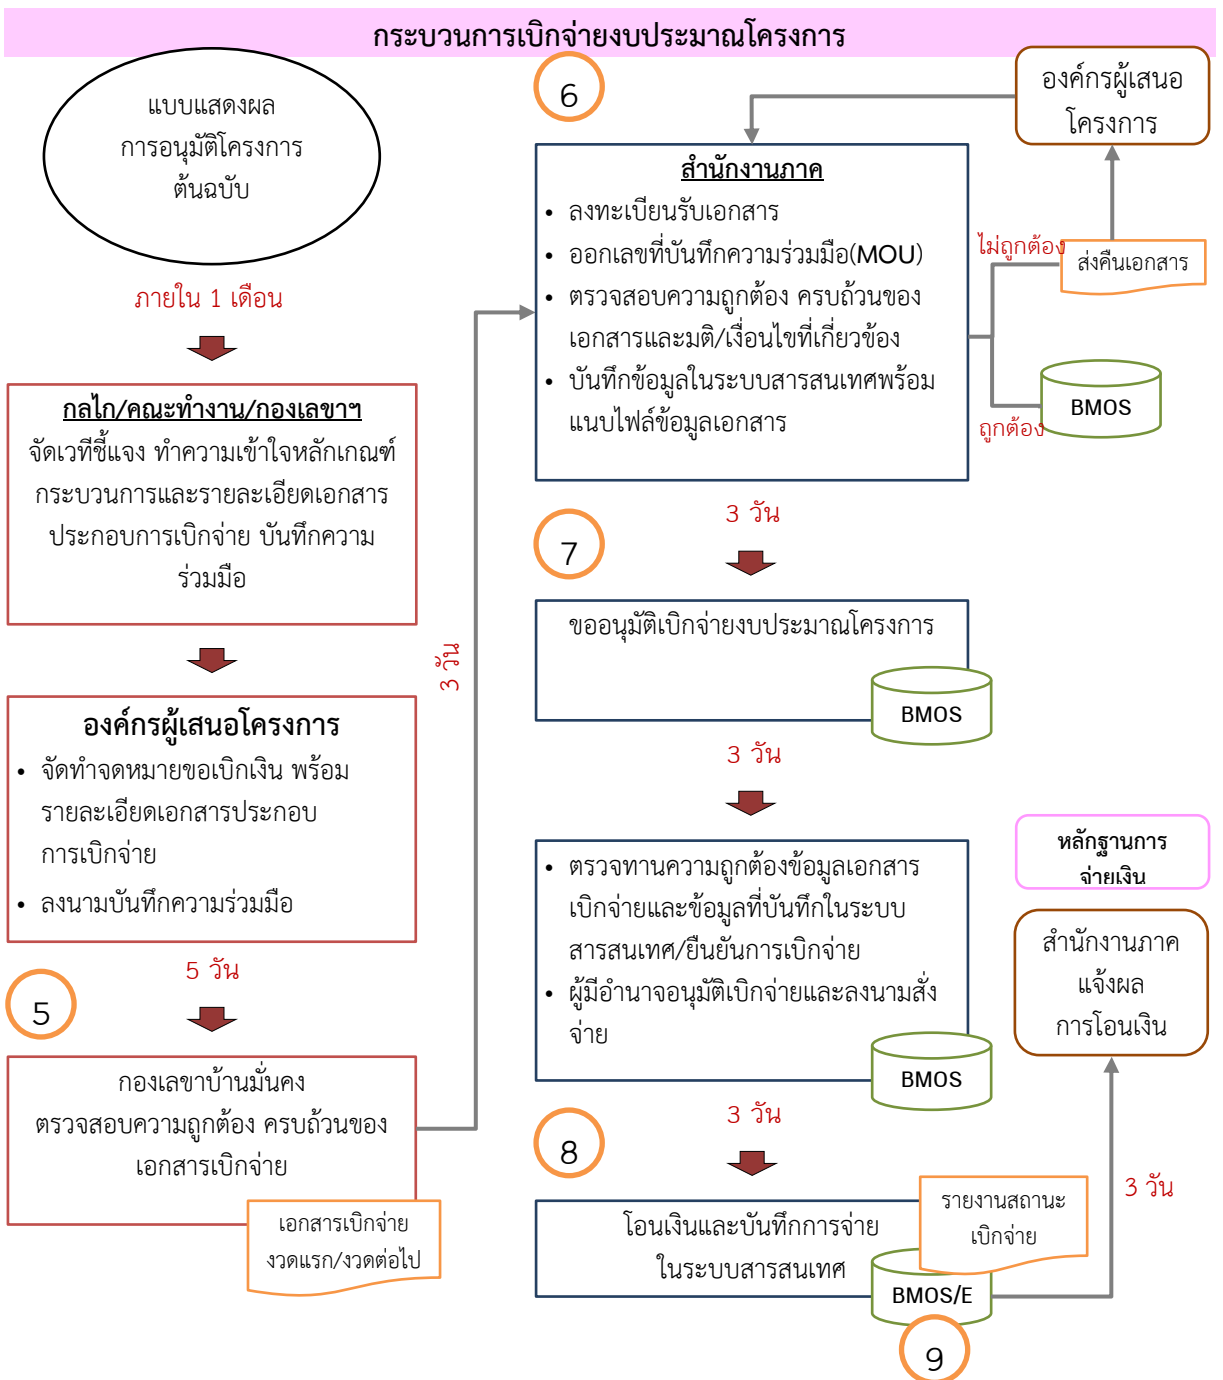 กระบวนการเบิกจ่ายงบประมาณโครงการ
แบบแสดงผล
การอนุมัติโครงการ
ต้นฉบับ
ภายใน 1 เดือน
กลไก/คณะทำงาน/กองเลขาฯ
จัดเวทีชี้แจง ทำความเข้าใจหลักเกณฑ์
กระบวนการและรายละเอียดเอกสาร
ประกอบการเบิกจ่าย บันทึกความ
ร่วมมือ
องค์กรผู้เสนอโครงการ
• จัดทำจดหมายขอเบิกเงิน พร้อม
รายละเอียดเอกสารประกอบ
การเบิกจ่าย
• ลงนามบันทึกความร่วมมือ
5 วัน
5
กองเลขาบ้านมั่นคง
ตรวจสอบความถูกต้อง ครบถ้วนของ
เอกสารเบิกจ่าย
เอกสารเบิกจ่าย
งวดแรก/งวดต่อไป
3 วัน
6
องค์กรผู้เสนอ
โครงการ
สำนักงานภาค
• ลงทะเบียนรับเอกสาร
• ออกเลขที่บันทึกความร่วมมือ(MOU)
• ตรวจสอบความถูกต้อง ครบถ้วนของ
เอกสารและมติ/เงื่อนไขที่เกี่ยวข้อง
• บันทึกข้อมูลในระบบสารสนเทศพร้อม
แนบไฟล์ข้อมูลเอกสาร
ไม่ถูกต้อง
ส่งคืนเอกสาร
BMOS
ถูกต้อง
3 วัน
7
ขออนุมัติเบิกจ่ายงบประมาณโครงการ
BMOS
3 วัน
• ตรวจทานความถูกต้องข้อมูลเอกสาร
เบิกจ่ายและข้อมูลที่บันทึกในระบบ
สารสนเทศ/ยืนยันการเบิกจ่าย
• ผู้มีอำนาจอนุมัติเบิกจ่ายและลงนามสั่ง
จ่าย
BMOS
หลักฐานการ
จ่ายเงิน
สำนักงานภาค
แจ้งผล
การโอนเงิน
3 วัน
8
โอนเงินและบันทึกการจ่าย
ในระบบสารสนเทศ
รายงานสถานะ
เบิกจ่าย
BMOS/E
3 วัน
9